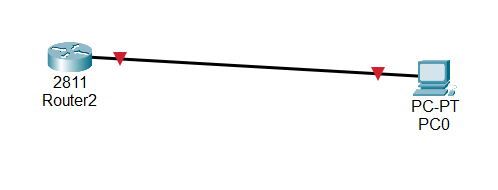 2811
Router2
PC-PT
PC0